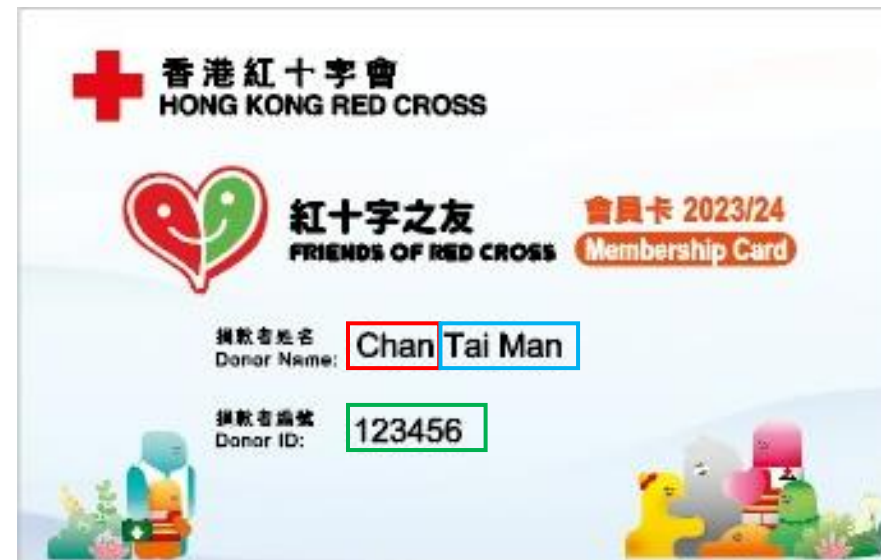 香港紅十字會
HONG KONG RED CROSS
紅十字之友
FRIENDS OF RED CROSS
會員卡 2023/24
Membership Card
捐款者姓名
Donor Name: Chan Tai Man
捐款者編號
Donor ID: 123456